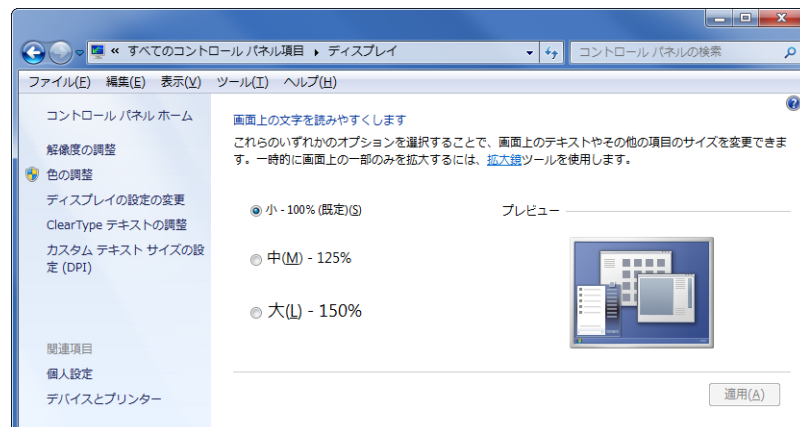 « すべてのコントロール パネル項目 ▸ ディスプレイ
コントロール パネルの検索
ファイル(F) 編集(E) 表示(V) ツール(T) ヘルプ(H)
コントロール パネル ホーム
解像度の調整
色の調整
ディスプレイの設定の変更
ClearType テキストの調整
カスタム テキスト サイズの設
定 (DPI)
関連項目
個人設定
デバイスとプリンター
画面上の文字を読みやすくします
これらのいずれかのオプションを選択することで、画面上のテキストやその他の項目のサイズを変更できま
す。一時的に画面上の一部のみを拡大するには、拡大鏡ツールを使用します。
小 - 100% (既定)(S)
プレビュー
中(M) - 125%
大(L) - 150%
適用(A)